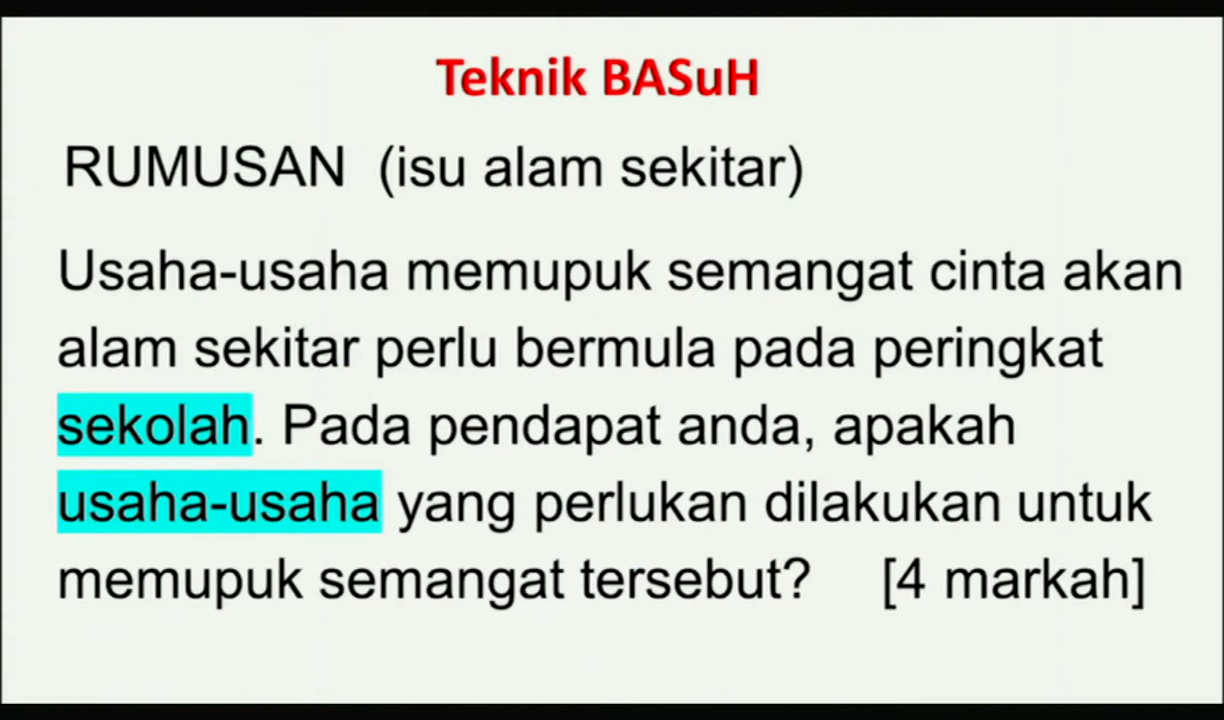 Teknik BASuH
RUMUSAN (isu alam sekitar)
Usaha-usaha memupuk semangat cinta akan
alam sekitar perlu bermula pada peringkat
sekolah. Pada pendapat anda, apakah
usaha-usaha yang perlukan dilakukan untuk
memupuk semangat tersebut? [4 markah]